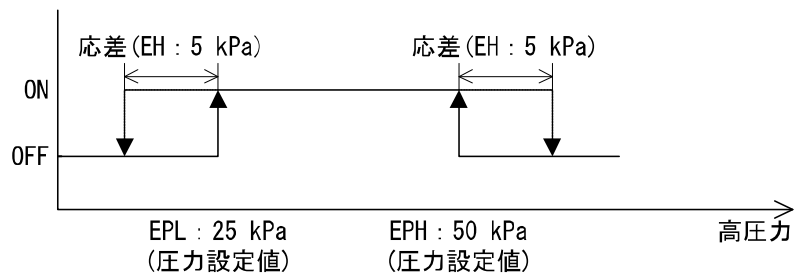 応差(EH：5 kPa) 応差(EH：5 kPa)
ON
OFF
EPL：25 kPa EPH：50 kPa 高圧力
(圧力設定値) (圧力設定値)